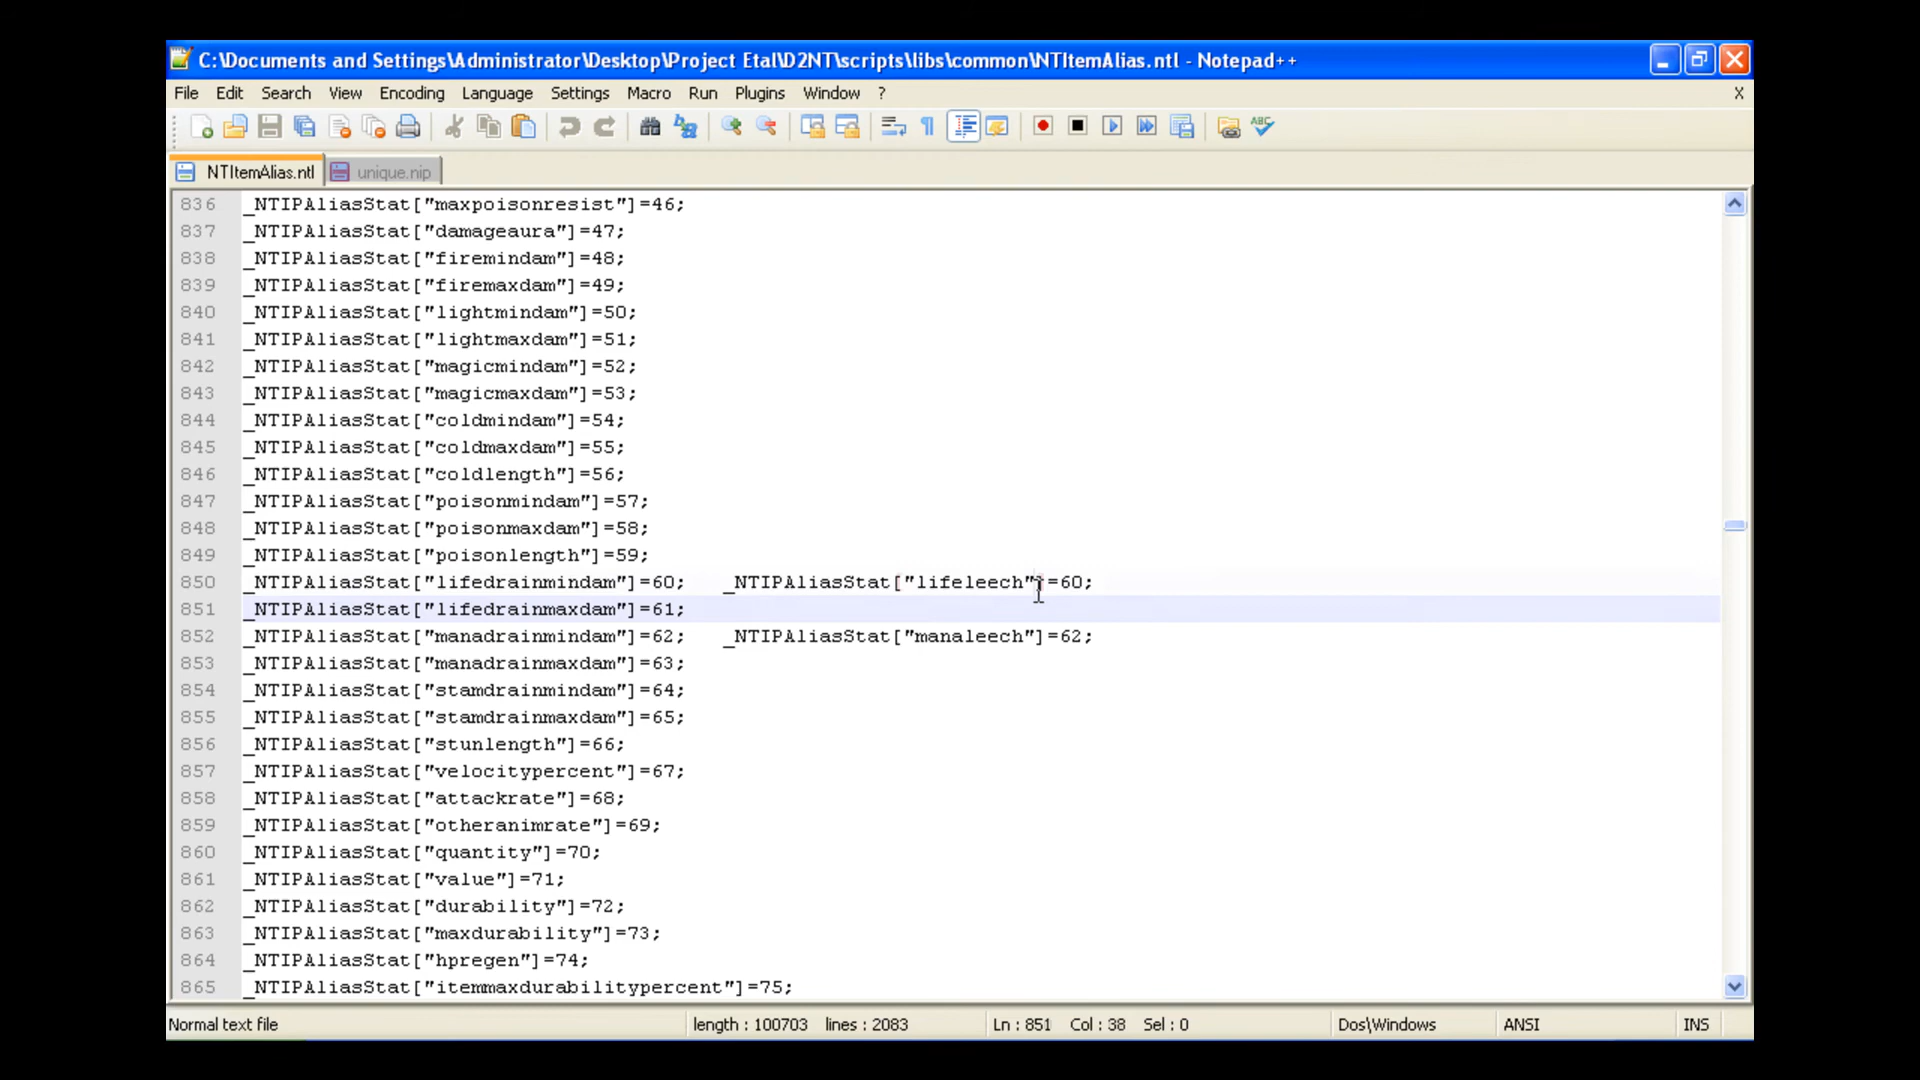 C:\Documents and Settings\Administrator\Desktop\Project Etal\D2NT\scripts\libs\common\NTItemAlias.ntl - Notepad++
File Edit Search View Encoding Language Settings Macro Run Plugins Window ? X
NTItemAlias.ntl unique.nip
836 _NTIPAliasStat["maxpoisonresist"]=46;
837 _NTIPAliasStat["damageaura"]=47;
838 _NTIPAliasStat["firemindam"]=48;
839 _NTIPAliasStat["firemaxdam"]=49;
840 _NTIPAliasStat["lightmindam"]=50;
841 _NTIPAliasStat["lightmaxdam"]=51;
842 _NTIPAliasStat["magicmindam"]=52;
843 _NTIPAliasStat["magicmaxdam"]=53;
844 _NTIPAliasStat["coldmindam"]=54;
845 _NTIPAliasStat["coldmaxdam"]=55;
846 _NTIPAliasStat["coldlength"]=56;
847 _NTIPAliasStat["poisonmindam"]=57;
848 _NTIPAliasStat["poisonmaxdam"]=58;
849 _NTIPAliasStat["poisonlength"]=59;
850 _NTIPAliasStat["lifedrainmindam"]=60; _NTIPAliasStat["lifeleech"]=60;
851 _NTIPAliasStat["lifedrainmaxdam"]=61;
852 _NTIPAliasStat["manadrainmindam"]=62; _NTIPAliasStat["manaleech"]=62;
853 _NTIPAliasStat["manadrainmaxdam"]=63;
854 _NTIPAliasStat["stamdrainmindam"]=64;
855 _NTIPAliasStat["stamdrainmaxdam"]=65;
856 _NTIPAliasStat["stunlength"]=66;
857 _NTIPAliasStat["velocitypercent"]=67;
858 _NTIPAliasStat["attackrate"]=68;
859 _NTIPAliasStat["otheranimrate"]=69;
860 _NTIPAliasStat["quantity"]=70;
861 _NTIPAliasStat["value"]=71;
862 _NTIPAliasStat["durability"]=72;
863 _NTIPAliasStat["maxdurability"]=73;
864 _NTIPAliasStat["hpregen"]=74;
865 _NTIPAliasStat["itemmaxdurabilitypercent"]=75;
Normal text file length : 100703 lines : 2083 Ln : 851 Col : 38 Sel : 0 Dos\Windows ANSI INS